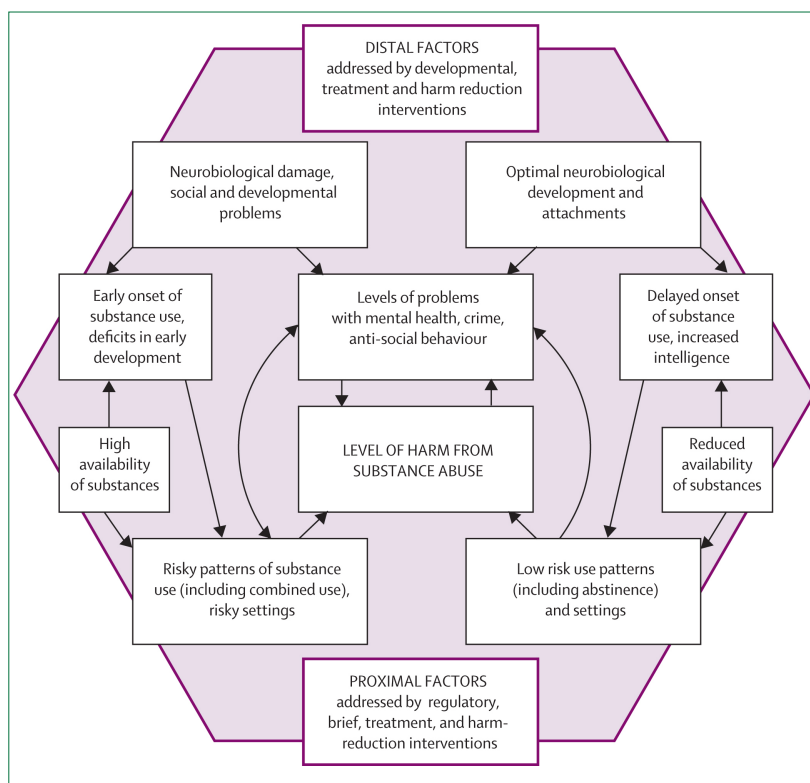 DISTAL FACTORS
addressed by developmental,
treatment and harm reduction
interventions
Neurobiological damage,
social and developmental
problems
Optimal neurobiological
development and
attachments
Early onset of
substance use,
deficits in early
development
Levels of problems
with mental health, crime,
anti-social behaviour
Delayed onset
of substance
use, increased
intelligence
High
availability
of substances
LEVEL OF HARM FROM
SUBSTANCE ABUSE
Reduced
availability
of substances
Risky patterns of substance
use (including combined use),
risky settings
Low risk use patterns
(including abstinence)
and settings
PROXIMAL FACTORS
addressed by regulatory,
brief, treatment, and harm-
reduction interventions